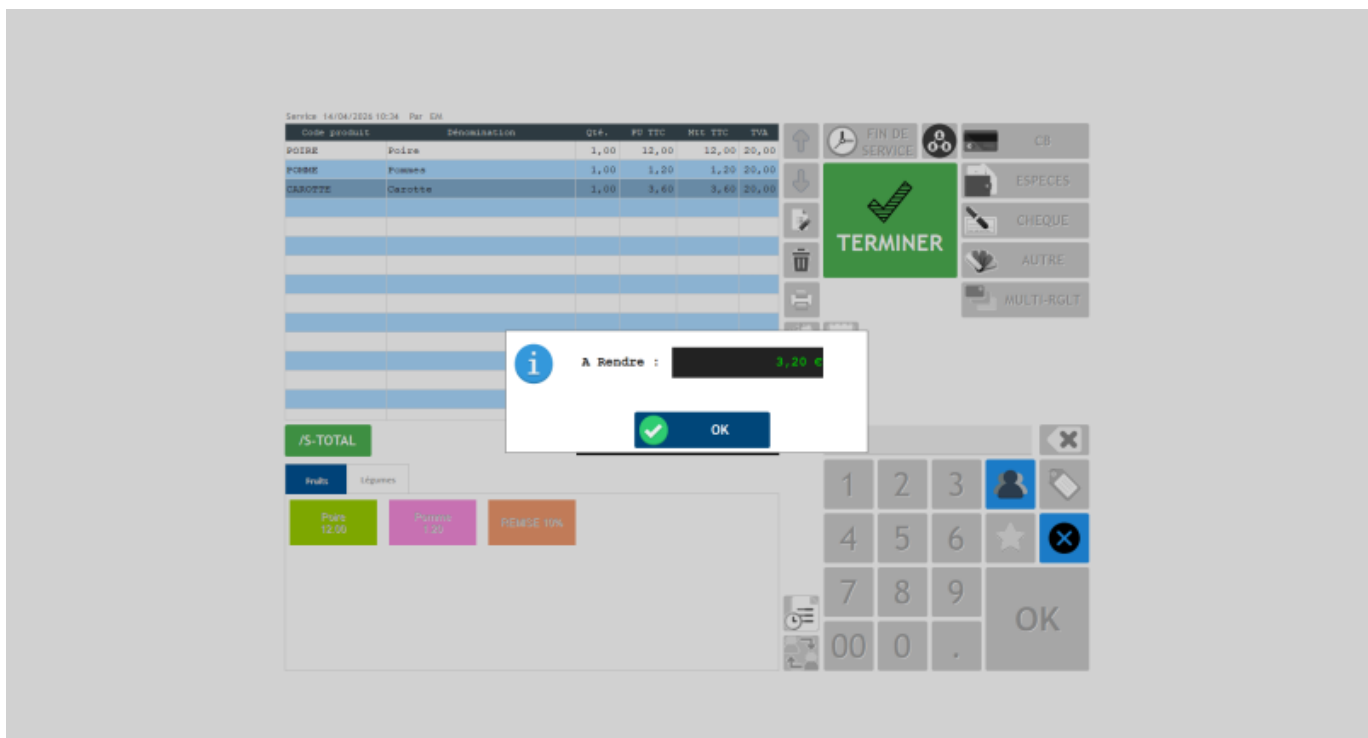 Service 14/04/2026 10:34 Par EM
Code produit Dénomination Qté. PU TTC Mtt TTC TVA
POIRE Poire 1,00 12,00 12,00 20,00
POMME Pommes 1,00 1,20 1,20 20,00
CAROTTE Carotte 1,00 3,60 3,60 20,00
FIN DE
SERVICE
CB
ESPECES
TERMINER
CHEQUE
AUTRE
MULTI-RGLT
A Rendre : 3,20 €
OK
/S-TOTAL
Fruits Légumes
Poire
12.00
Pomme
1.20
REMISE 10%
1 2 3
4 5 6
7 8 9
OK
00 0 .